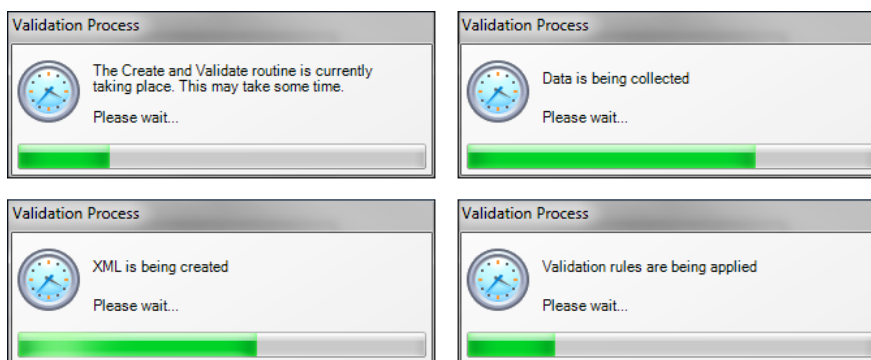 Validation Process
The Create and Validate routine is currently
taking place. This may take some time.
Please wait...
Validation Process
Data is being collected
Please wait...
Validation Process
XML is being created
Please wait...
Validation Process
Validation rules are being applied
Please wait...